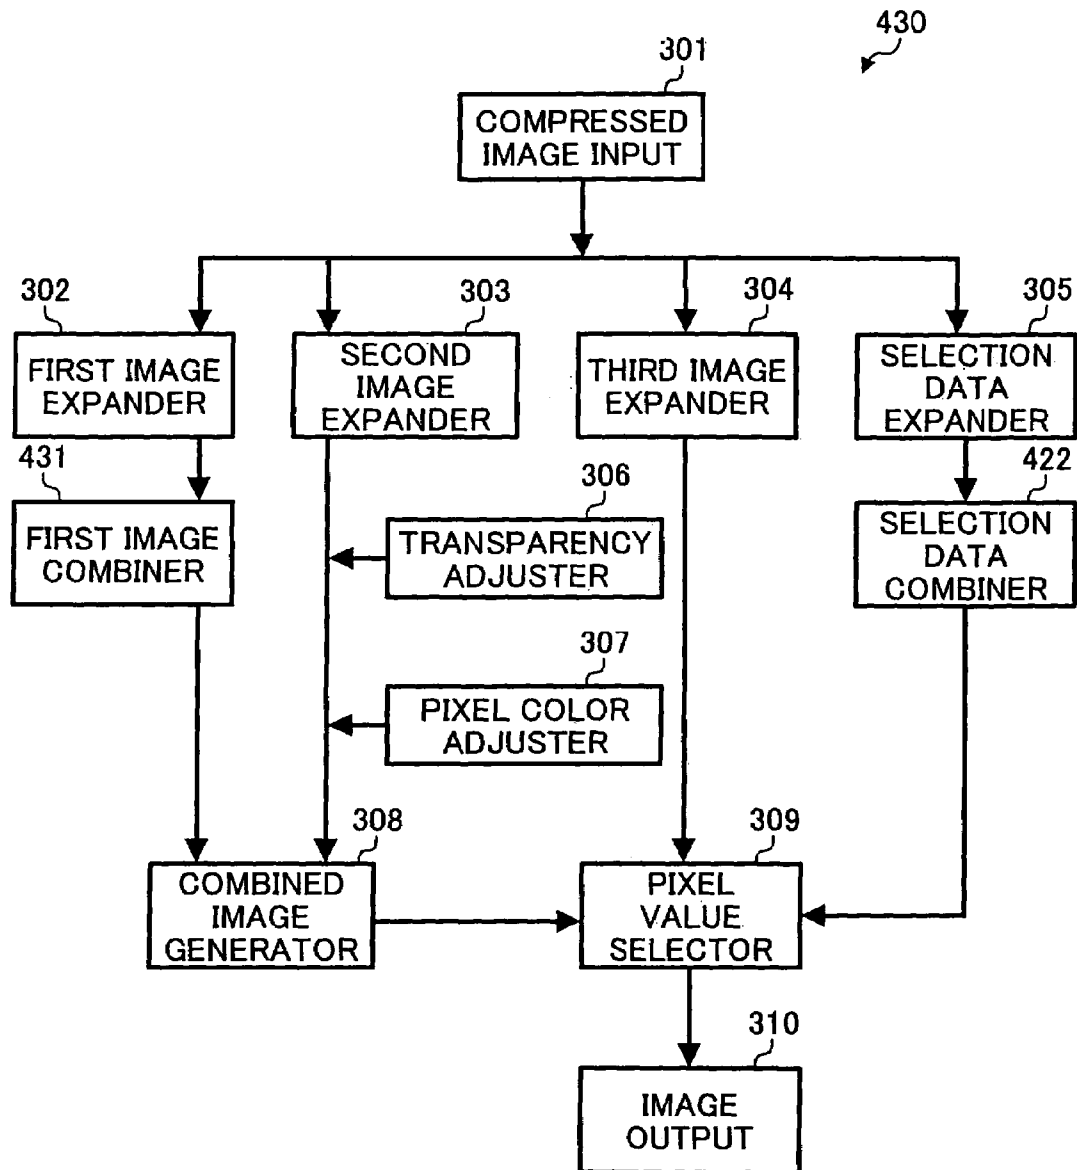 430
301
COMPRESSED
IMAGE INPUT
302
303
304
305
FIRST IMAGE
EXPANDER
SECOND
IMAGE
EXPANDER
THIRD IMAGE
EXPANDER
SELECTION
DATA
EXPANDER
431
306
422
FIRST IMAGE
COMBINER
TRANSPARENCY
ADJUSTER
SELECTION
DATA
COMBINER
307
PIXEL COLOR
ADJUSTER
308
309
COMBINED
IMAGE
GENERATOR
PIXEL
VALUE
SELECTOR
310
IMAGE
OUTPUT